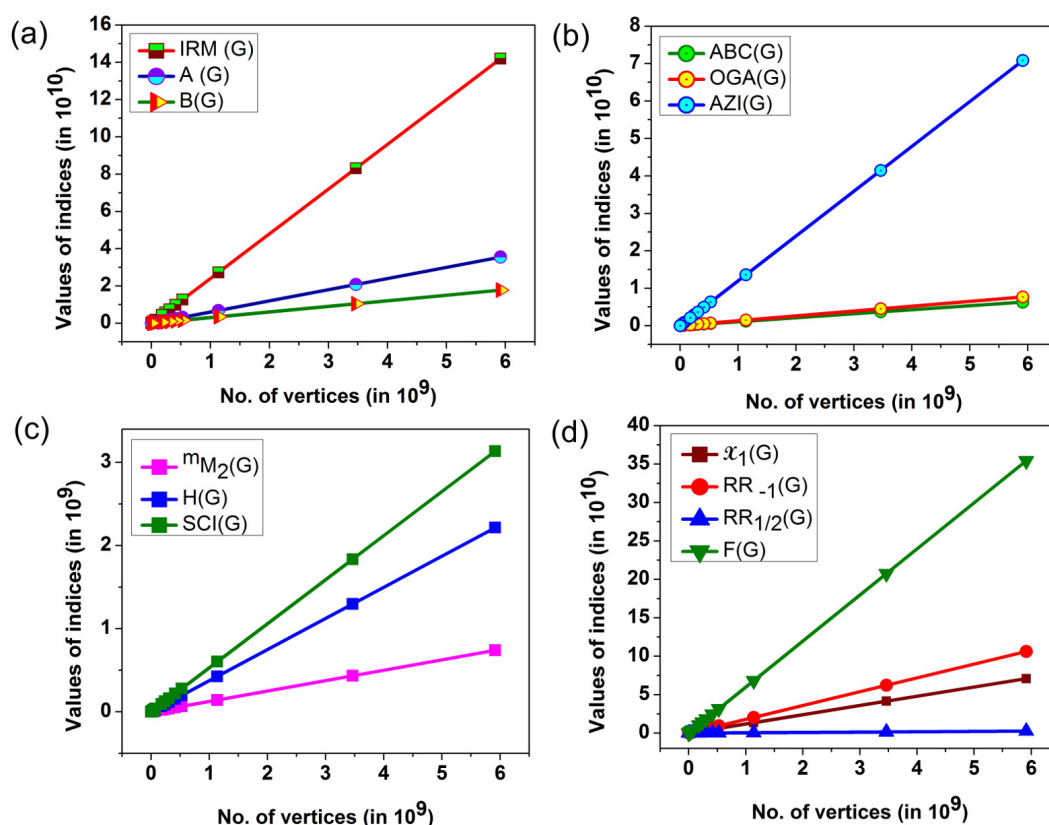 (a)
IRM (G)
A (G)
B(G)
Values of indices (in 10^10)
16
14
12
10
8
6
4
2
0
0 1 2 3 4 5 6
No. of vertices (in 10^9)
(b)
ABC(G)
OGA(G)
AZI(G)
Values of indices (in 10^10)
8
7
6
5
4
3
2
1
0
0 1 2 3 4 5 6
No. of vertices (in 10^9)
(c)
mM2(G)
H(G)
SCI(G)
Values of indices (in 10^9)
3
2
1
0
0 1 2 3 4 5 6
No. of vertices (in 10^9)
(d)
x1(G)
RR -1(G)
RR1/2(G)
F(G)
Values of indices (in 10^10)
40
35
30
25
20
15
10
5
0
0 1 2 3 4 5 6
No. of vertices (in 10^9)